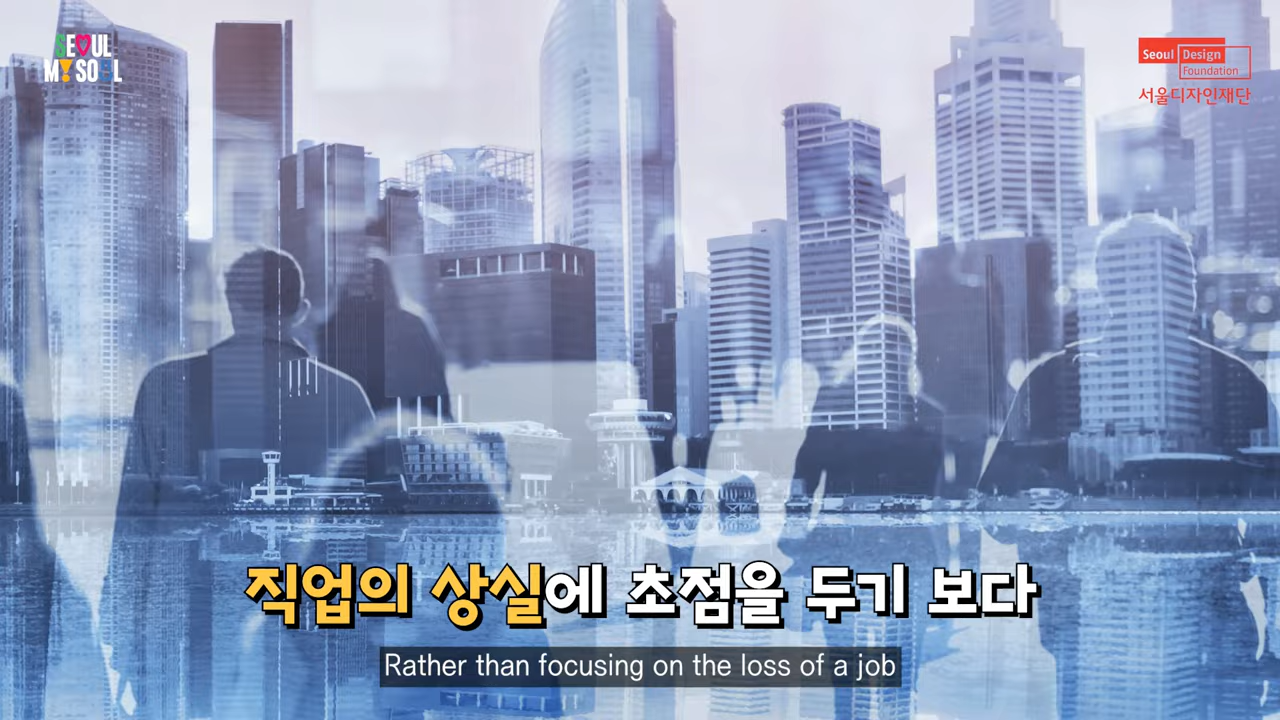 SEOUL
MY SOUL
Seoul Design
Foundation
서울디자인재단
직업의 상실에 초점을 두기 보다
Rather than focusing on the loss of a job